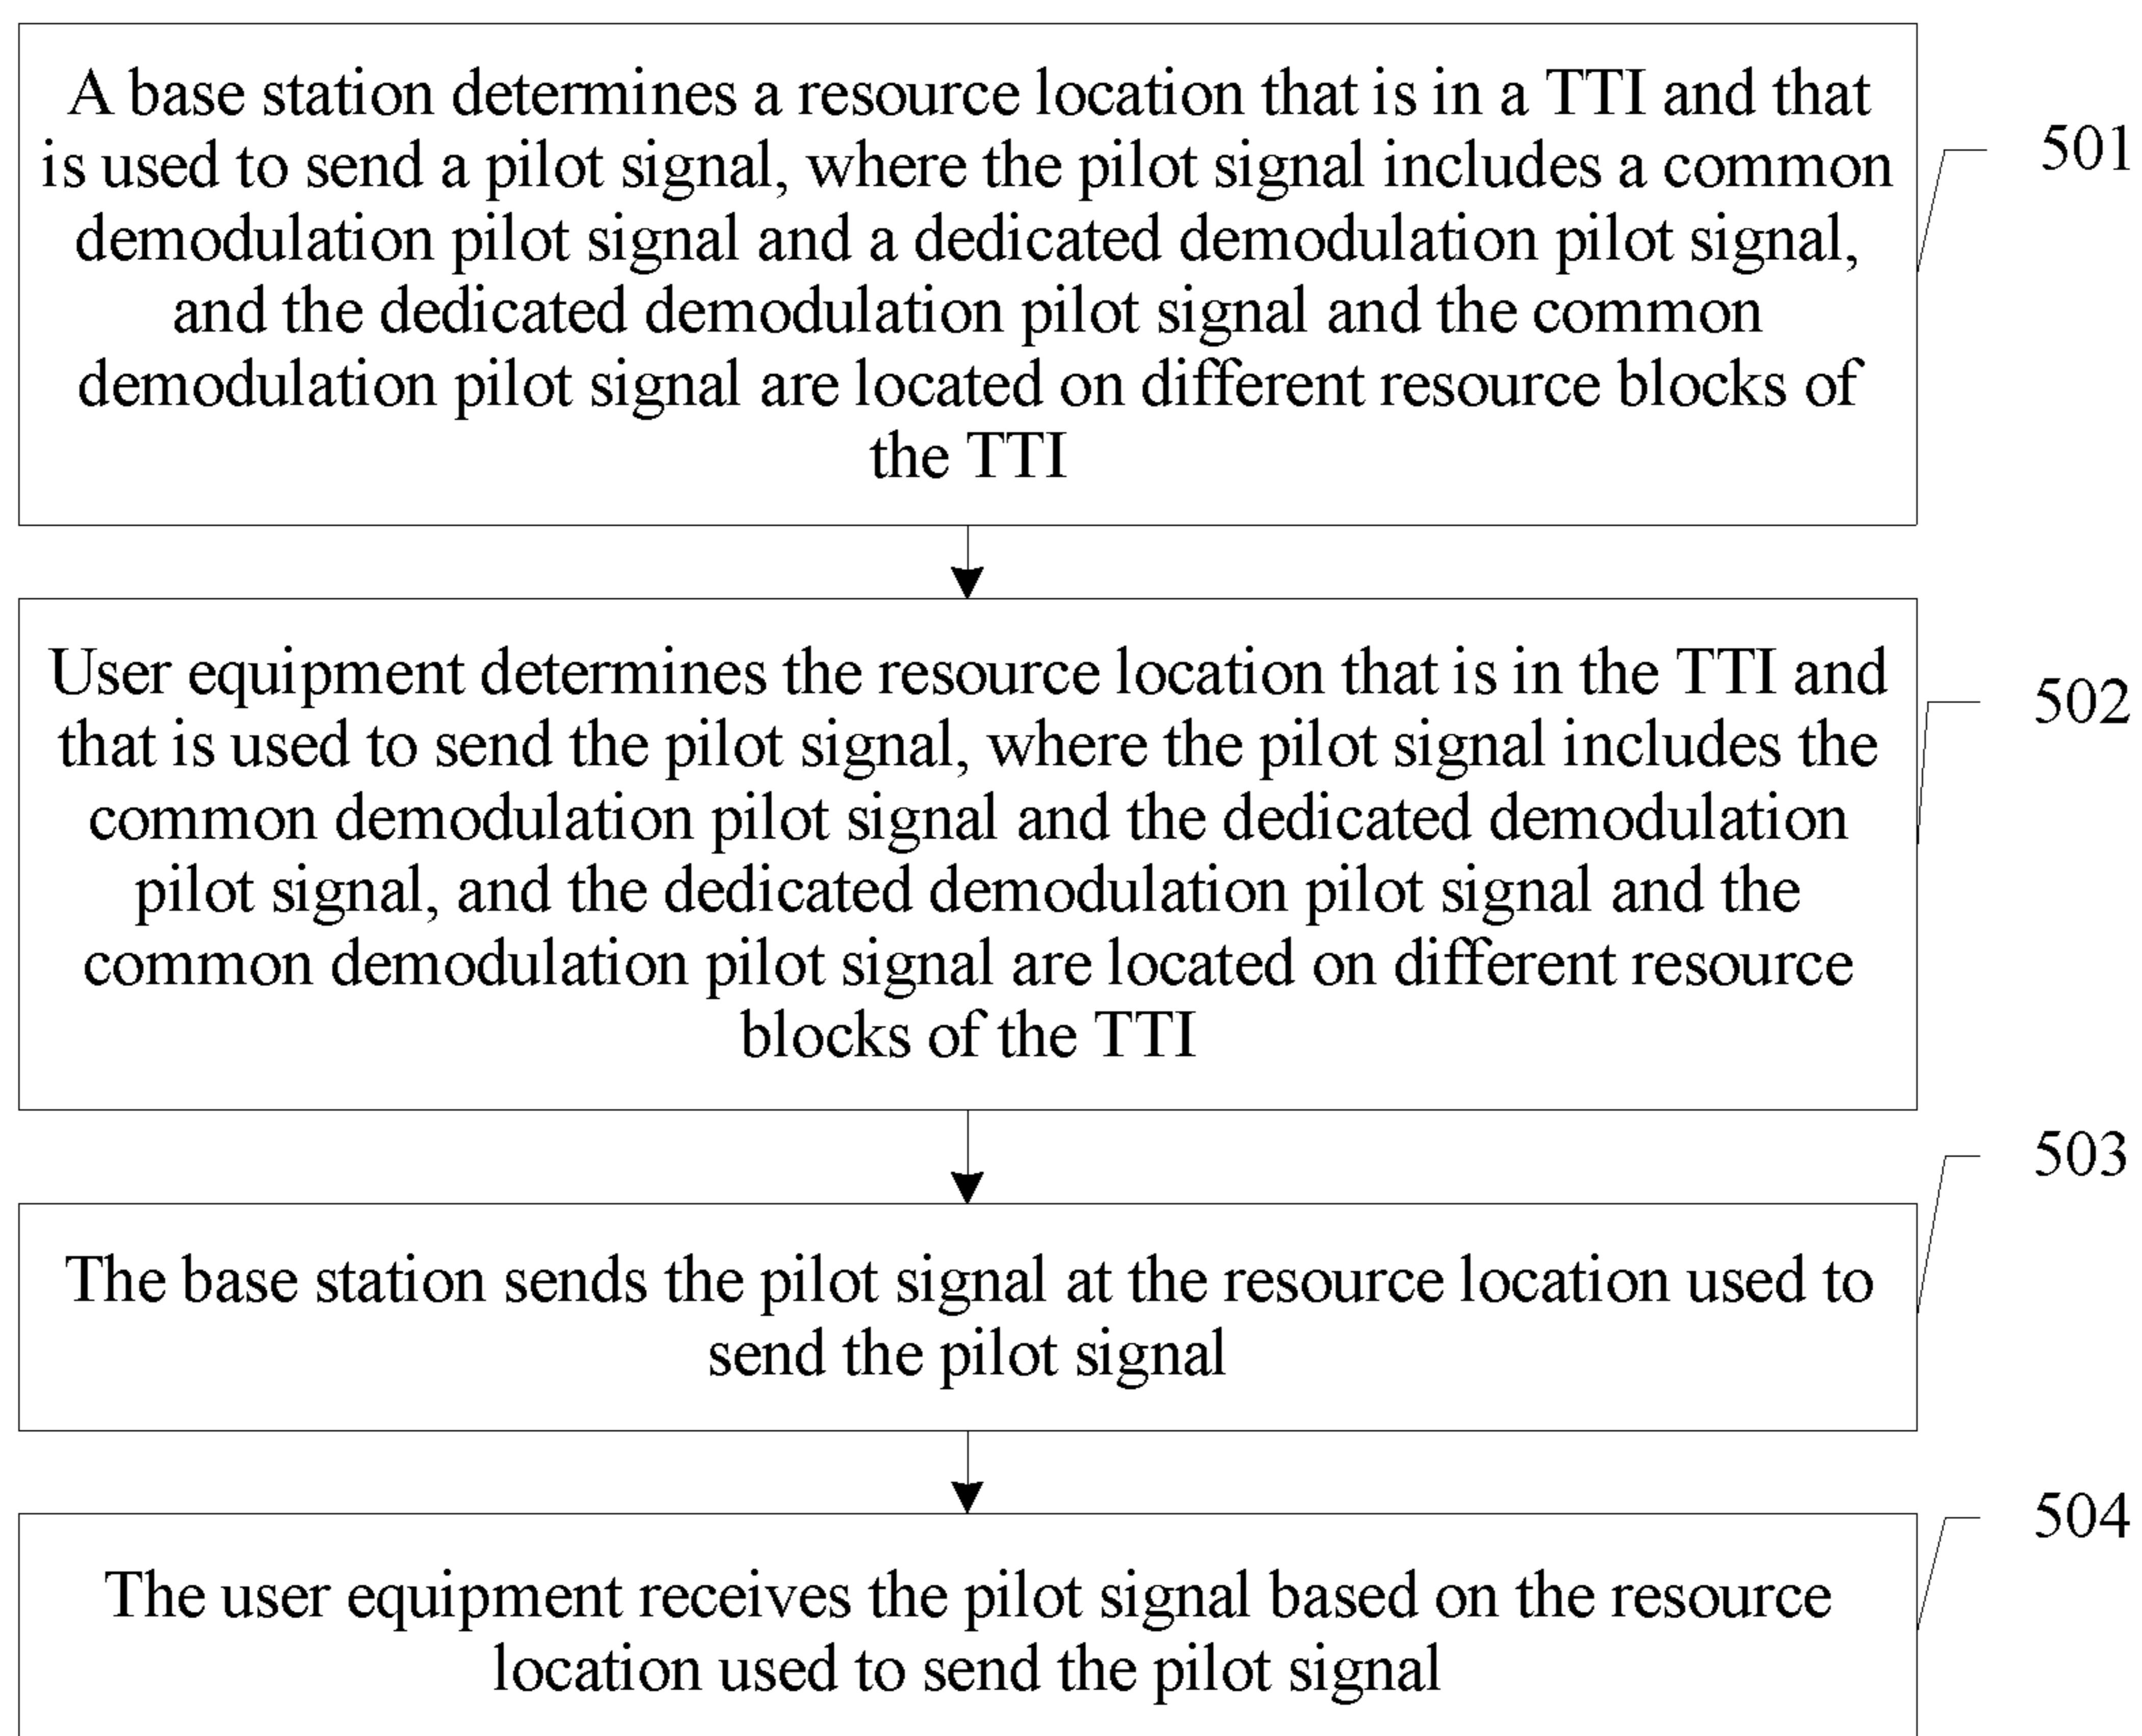 A base station determines a resource location that is in a TTI and that
is used to send a pilot signal, where the pilot signal includes a common
demodulation pilot signal and a dedicated demodulation pilot signal,
and the dedicated demodulation pilot signal and the common
demodulation pilot signal are located on different resource blocks of
the TTI
501
User equipment determines the resource location that is in the TTI and
that is used to send the pilot signal, where the pilot signal includes the
common demodulation pilot signal and the dedicated demodulation
pilot signal, and the dedicated demodulation pilot signal and the
common demodulation pilot signal are located on different resource
blocks of the TTI
502
The base station sends the pilot signal at the resource location used to
send the pilot signal
503
The user equipment receives the pilot signal based on the resource
location used to send the pilot signal
504